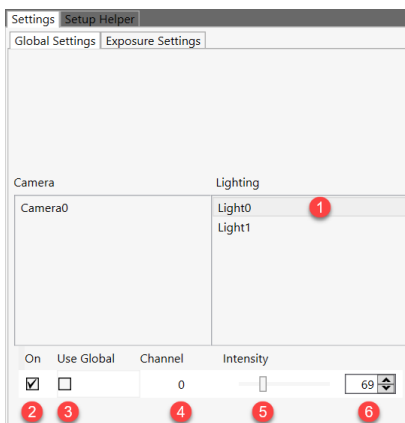 Settings Setup Helper
Global Settings Exposure Settings
Camera Lighting
Camera0 Light0 1
Light1
On Use Global Channel Intensity
0 69
2 3 4 5 6